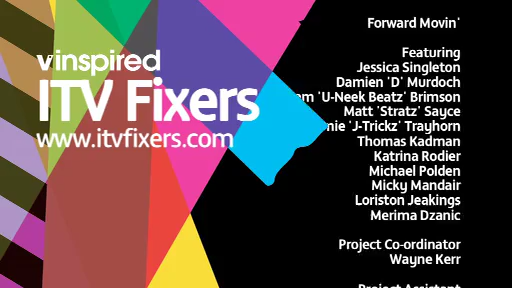 vinspired
ITV Fixers
www.itvfixers.com
Forward Movin'
Featuring
Jessica Singleton
Damien 'D' Murdoch
'U-Neek Beatz' Brimson
Matt 'Stratz' Sayce
'J-Trickz' Trayhorn
Thomas Kadman
Katrina Rodier
Michael Polden
Micky Mandair
Loriston Jeakings
Merima Dzanic
Project Co-ordinator
Wayne Kerr
Project Assistant